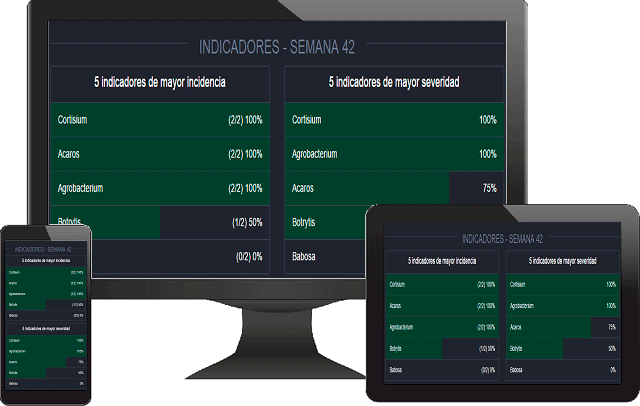 INDICADORES - SEMANA 42
5 indicadores de mayor incidencia
Cortisium (2/2) 100%
Acaros (2/2) 100%
Agrobacterium (2/2) 100%
Botrytis (1/2) 50%
(0/2) 0%
5 indicadores de mayor severidad
Cortisium 100%
Agrobacterium 100%
Acaros 75%
Botrytis
Babosa
INDICADORES - SEMANA 42
5 indicadores de mayor incidencia
Cortisium (2/2) 100%
Acaros (2/2) 100%
Agrobacterium (2/2) 100%
Botrytis (1/2) 50%
Babosa (0/2) 0%
5 indicadores de mayor severidad
Cortisium 100%
Agrobacterium 100%
Acaros 75%
Botrytis
Babosa 0%
INDICADORES - SEMANA 42
5 indicadores de mayor incidencia
Cortisium (2/2) 100%
Acaros (2/2) 100%
Agrobacterium (2/2) 100%
Botrytis (1/2) 50%
Babosa (0/2) 0%
5 indicadores de mayor severidad
Cortisium 100%
Agrobacterium 100%
Acaros 75%
Botrytis 50%
Babosa 0%